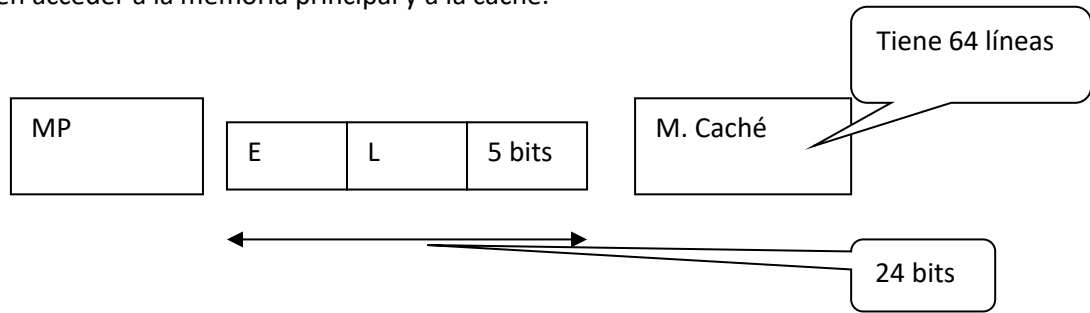 en acceder a la memoria principal y a la caché.
Tiene 64 líneas
MP
E
L
5 bits
M. Caché
24 bits